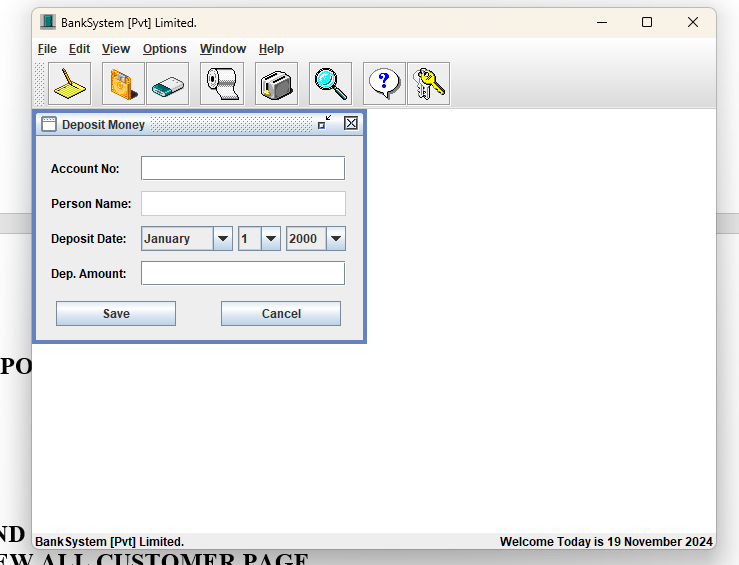 BankSystem [Pvt] Limited.
File Edit View Options Window Help
Deposit Money
Account No:
Person Name:
Deposit Date: January 1 2000
Dep. Amount:
Save Cancel
PO
ND
BankSystem [Pvt] Limited. Welcome Today is 19 November 2024
EW ALL CUSTOMER PAGE